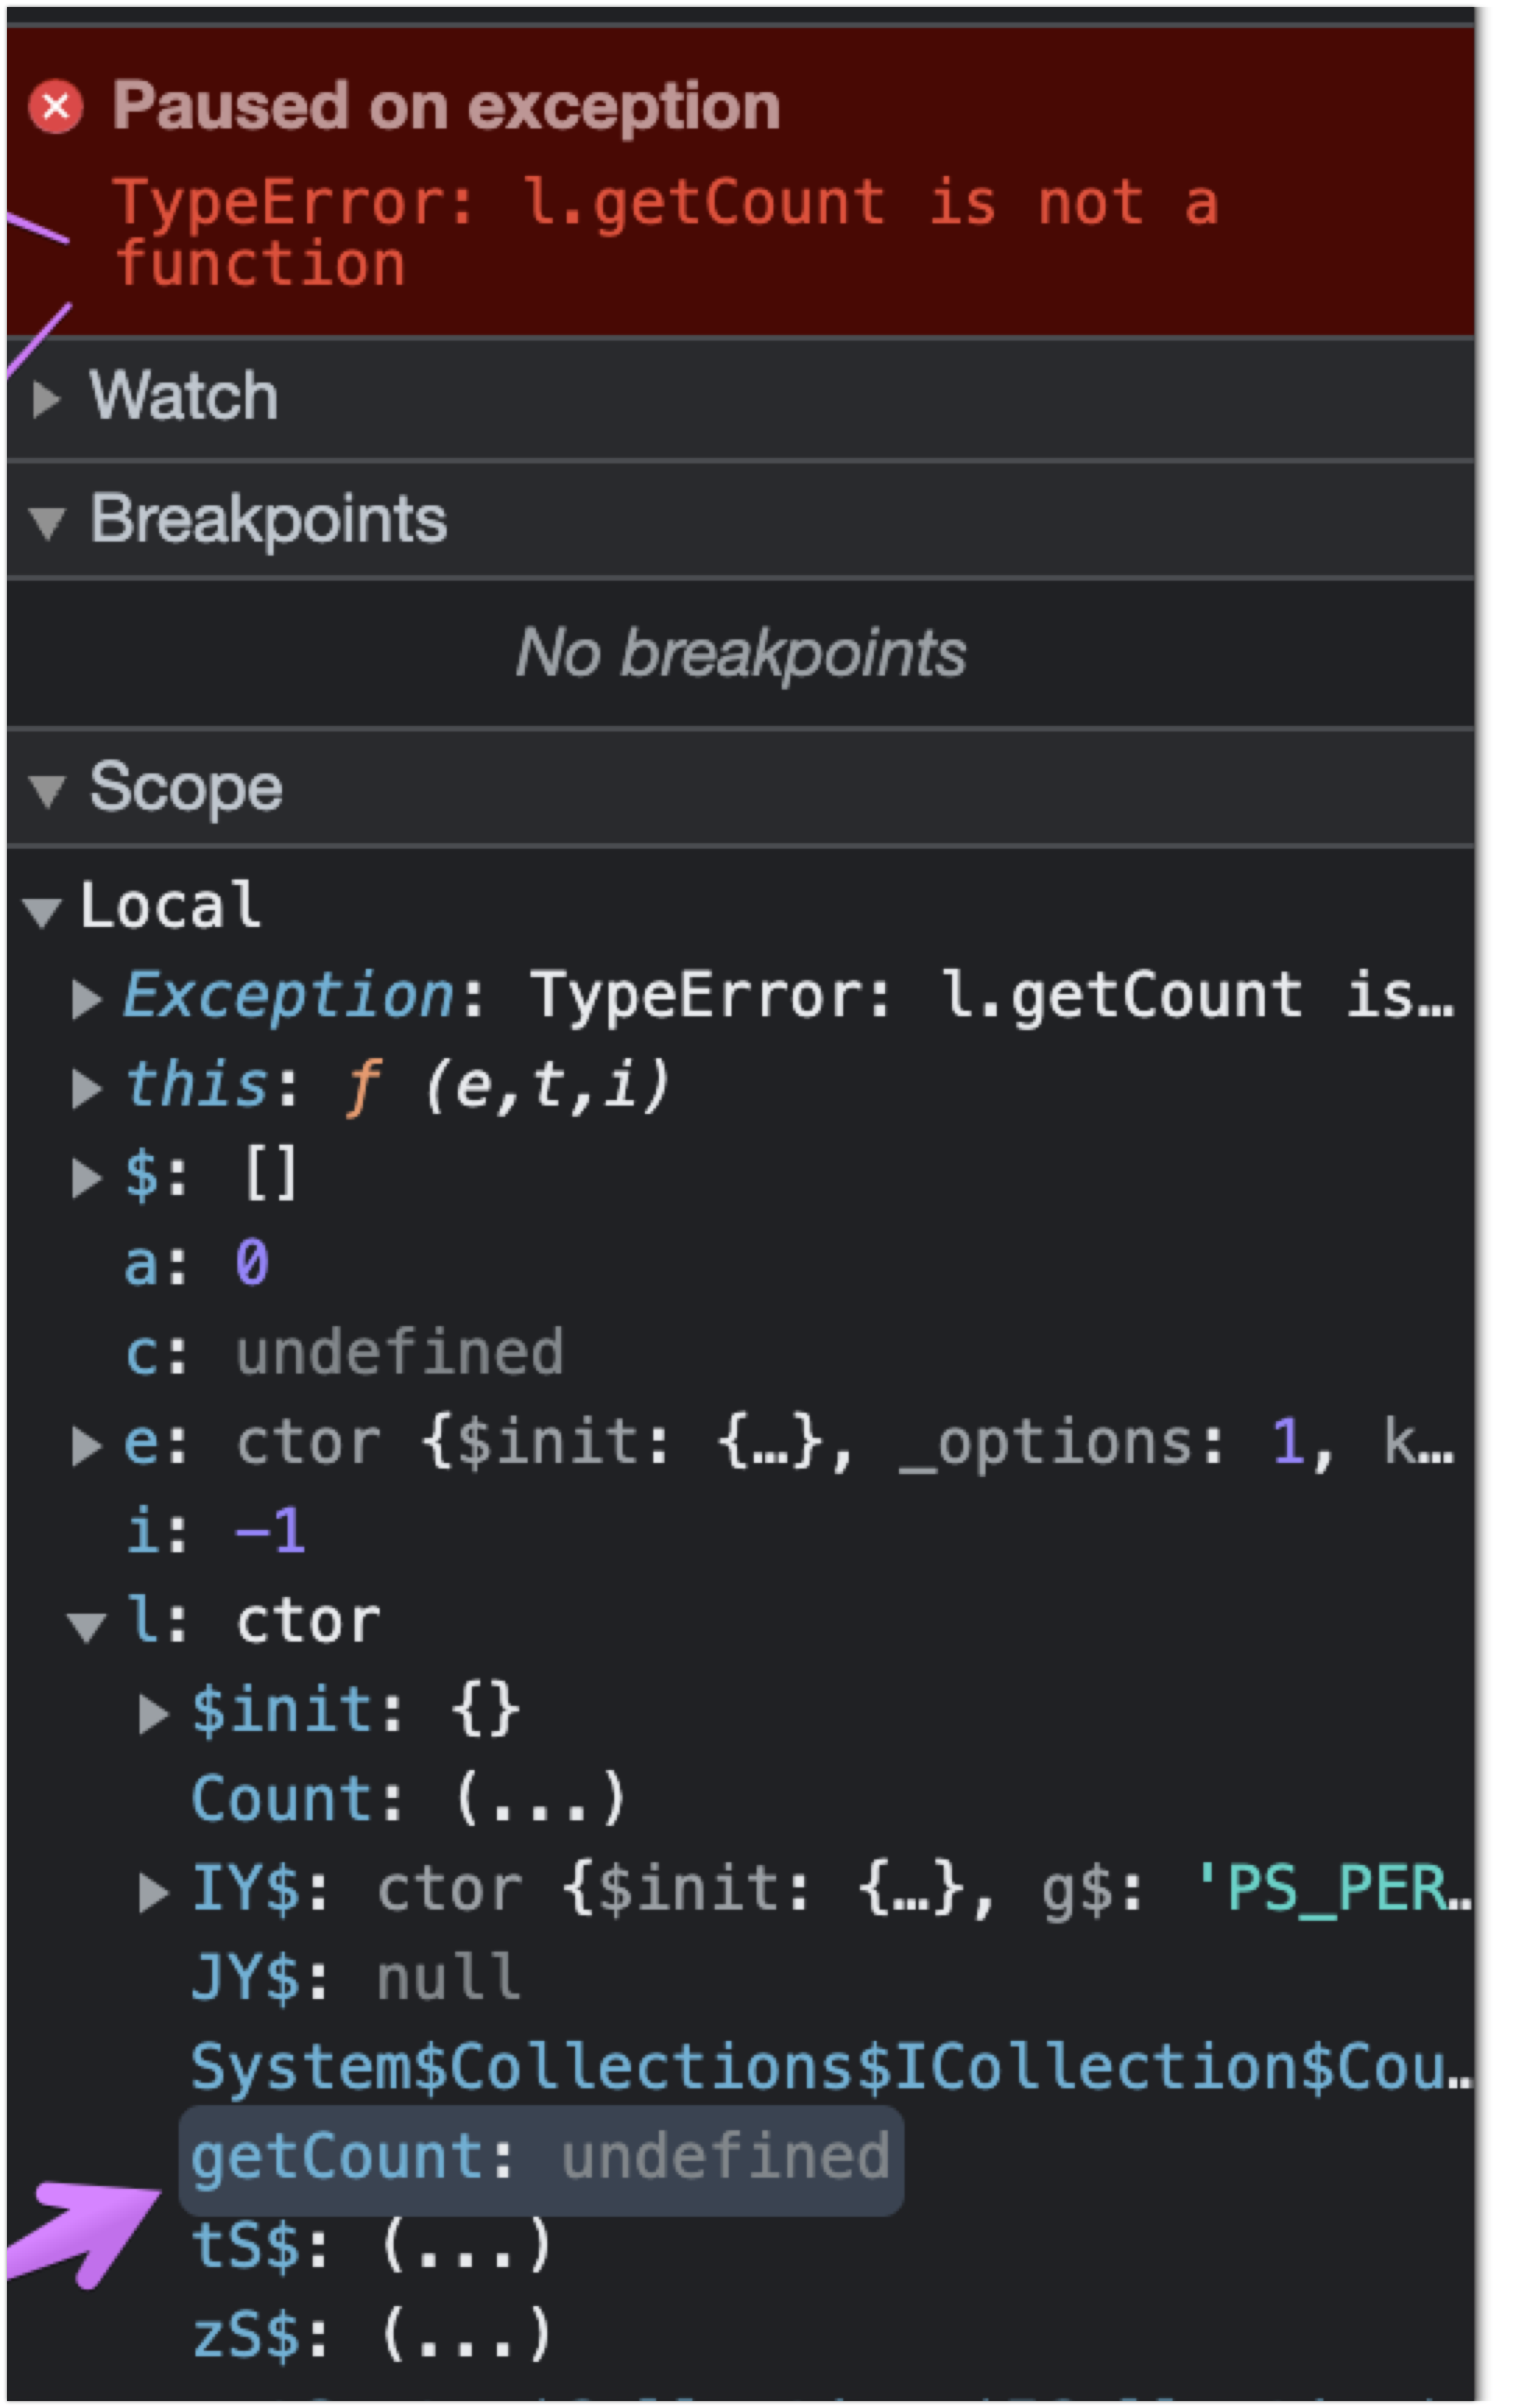 Paused on exception
TypeError: l.getCount is not a
function
Watch
Breakpoints
No breakpoints
Scope
Local
Exception: TypeError: l.getCount is…
this: ƒ (e,t,i)
$: []
a: 0
c: undefined
e: ctor {$init: {…}, _options: 1, k…
i: -1
l: ctor
$init: {}
Count: (...)
IY$: ctor {$init: {…}, g$: 'PS_PER…
JY$: null
System$Collections$ICollection$Cou…
getCount: undefined
tS$: (...)
zS$: (...)